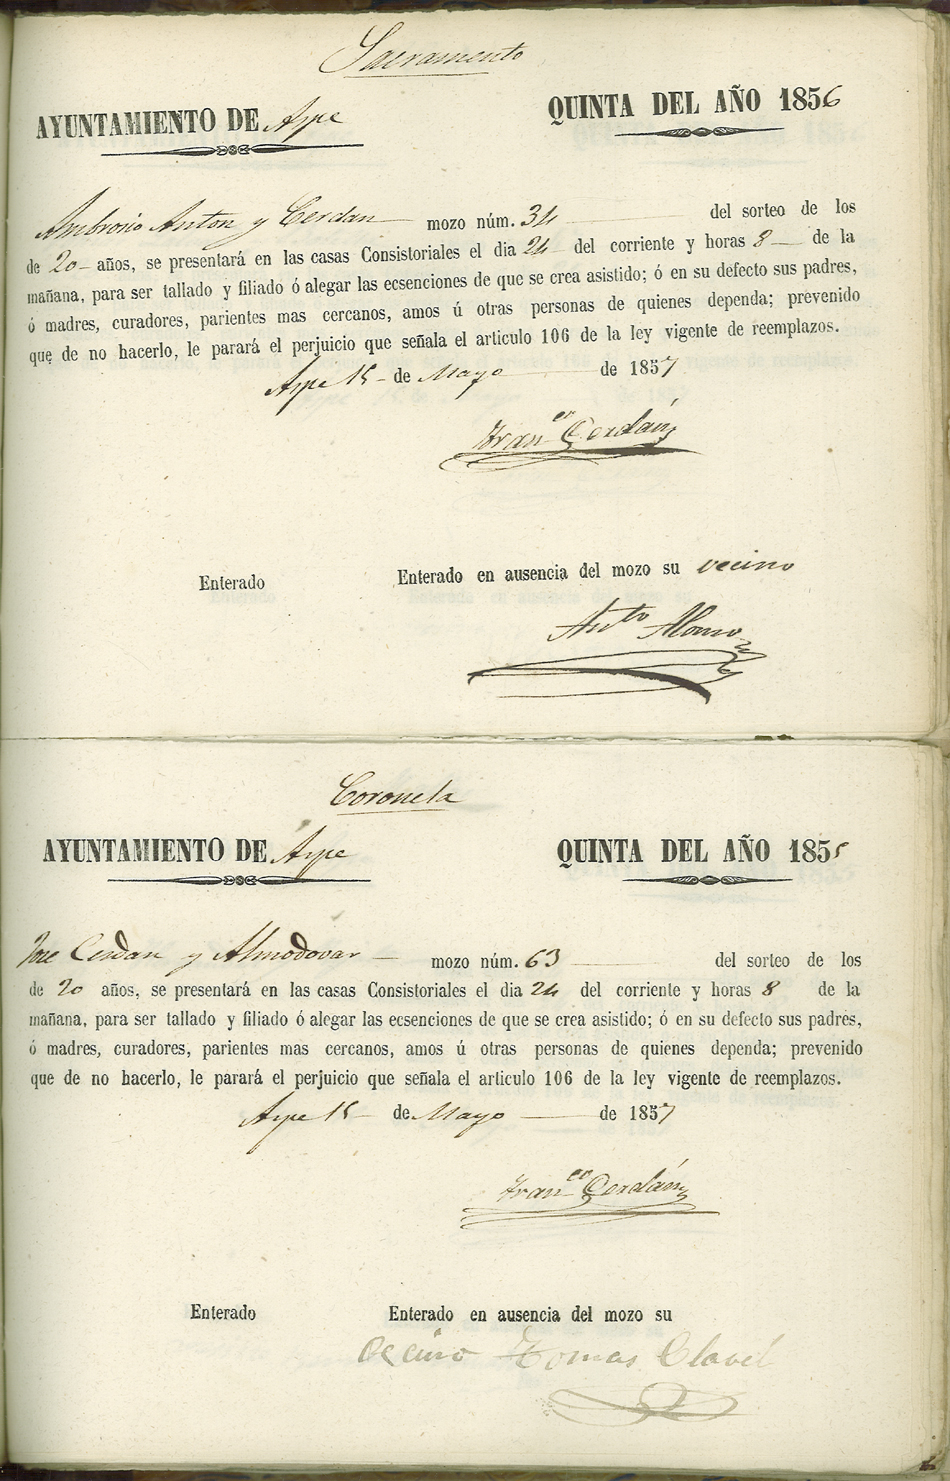 Sacramento
AYUNTAMIENTO DE Aspe
QUINTA DEL AÑO 1856
Ambrosio Anton y Cerdan mozo núm. 34 del sorteo de los
de 20 años, se presentará en las casas Consistoriales el dia 24 del corriente y horas 8 de la
mañana, para ser tallado y filiado ó alegar las ecsenciones de que se crea asistido; ó en su defecto sus padres,
ó madres, curadores, parientes mas cercanos, amos ú otras personas de quienes dependa; prevenido
que de no hacerlo, le parará el perjuicio que señala el articulo 106 de la ley vigente de reemplazos.
Aspe 15 de Mayo de 1857
Fran.co Cerdán
Enterado
Enterado en ausencia del mozo su vecino
Ant.to Alonso
Coronela
AYUNTAMIENTO DE Aspe
QUINTA DEL AÑO 1855
Jose Cerdan y Almodovar mozo núm. 63 del sorteo de los
de 20 años, se presentará en las casas Consistoriales el dia 24 del corriente y horas 8 de la
mañana, para ser tallado y filiado ó alegar las ecsenciones de que se crea asistido; ó en su defecto sus padres,
ó madres, curadores, parientes mas cercanos, amos ú otras personas de quienes dependa; prevenido
que de no hacerlo, le parará el perjuicio que señala el articulo 106 de la ley vigente de reemplazos.
Aspe 15 de Mayo de 1857
Fran.co Cerdán
Enterado
Enterado en ausencia del mozo su
vecino Tomas Clavel